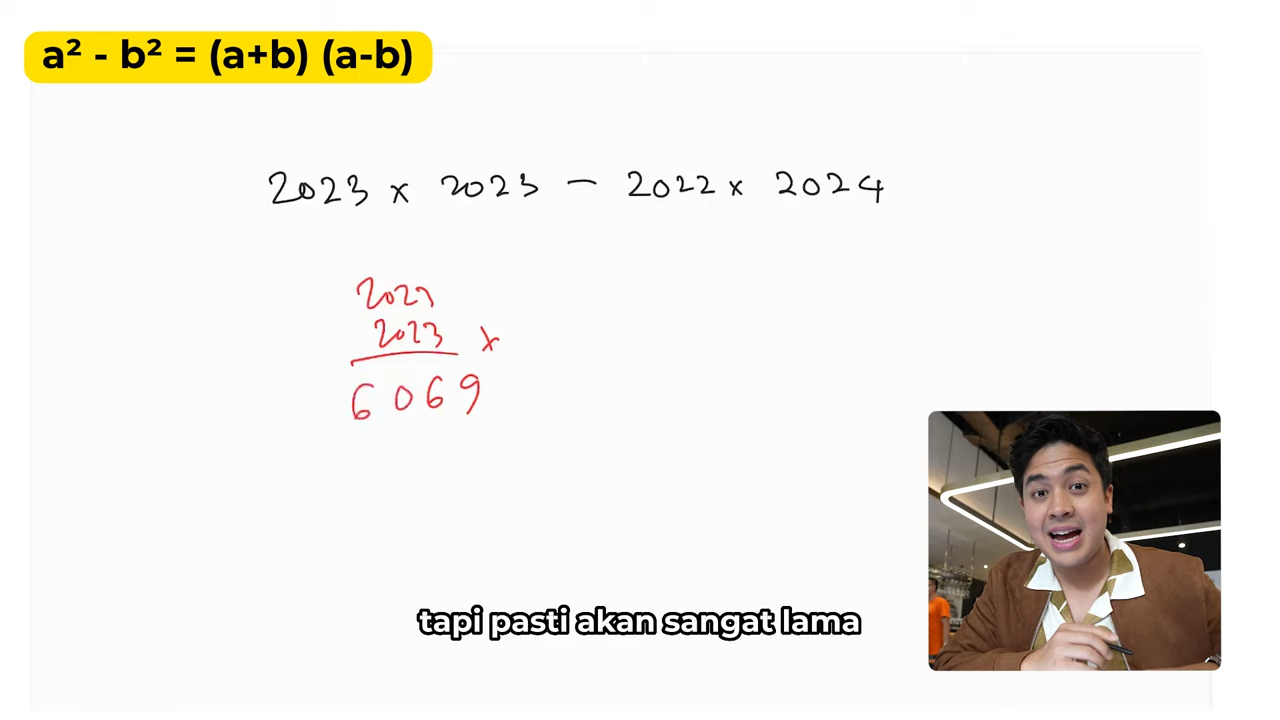 a² - b² = (a+b) (a-b)
2023 x 2023 - 2022 x 2024
2023
2023 x
6069
tapi pasti akan sangat lama